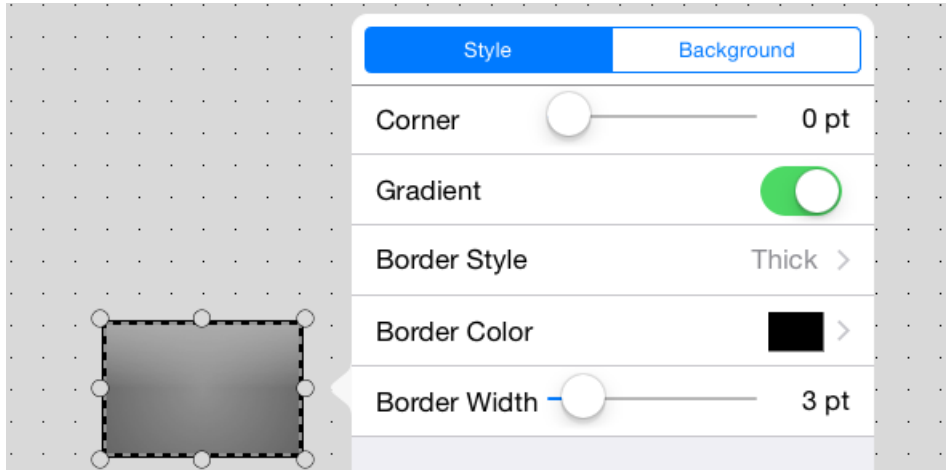 Style Background
Corner 0 pt
Gradient
Border Style Thick
Border Color
Border Width 3 pt